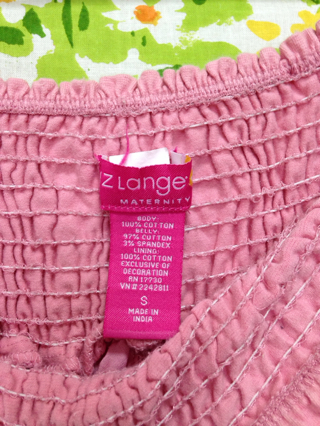 Z Lange
MATERNITY
BODY:
100% COTTON
BELLY:
97% COTTON
3% SPANDEX
LINING:
100% COTTON
EXCLUSIVE OF
DECORATION
RN 17730
VN # 2242811
S
MADE IN
INDIA